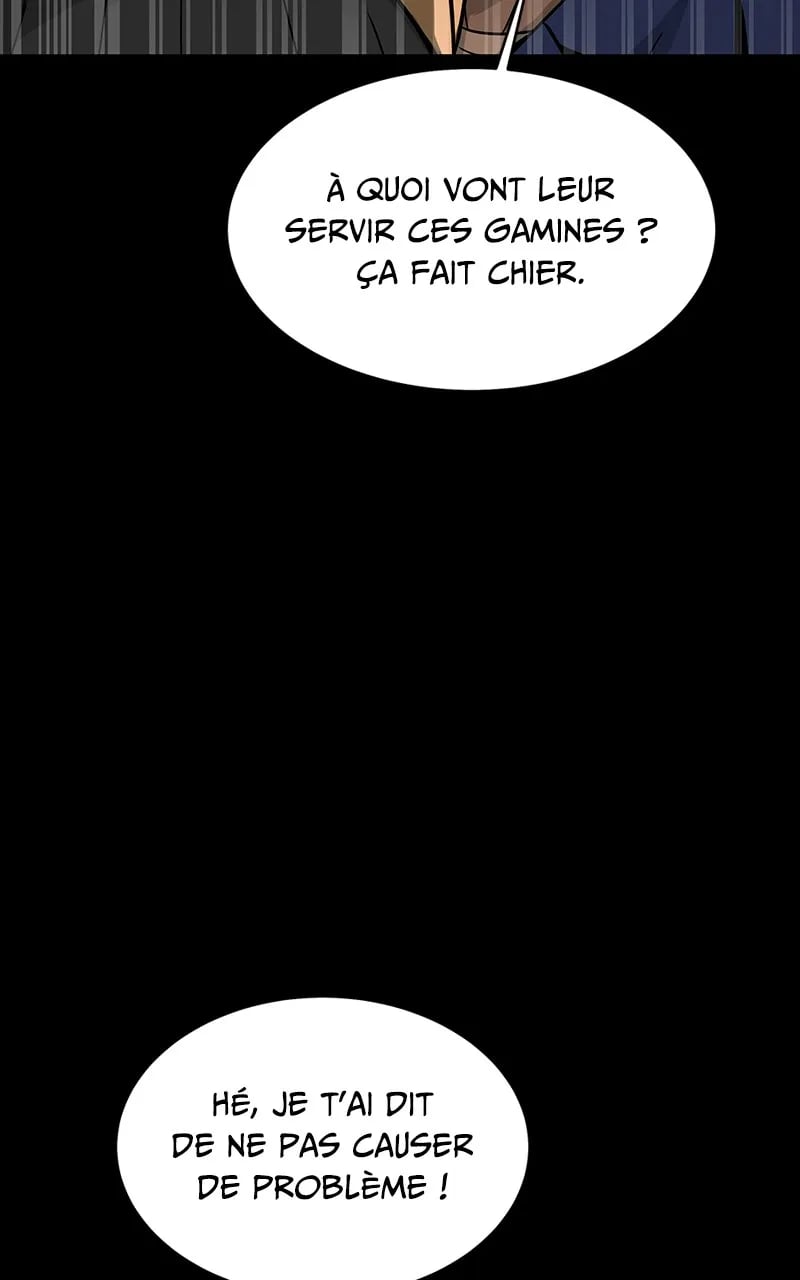 À QUOI VONT LEUR
SERVIR CES GAMINES ?
ÇA FAIT CHIER.
HÉ, JE T'AI DIT
DE NE PAS CAUSER
DE PROBLÈME !